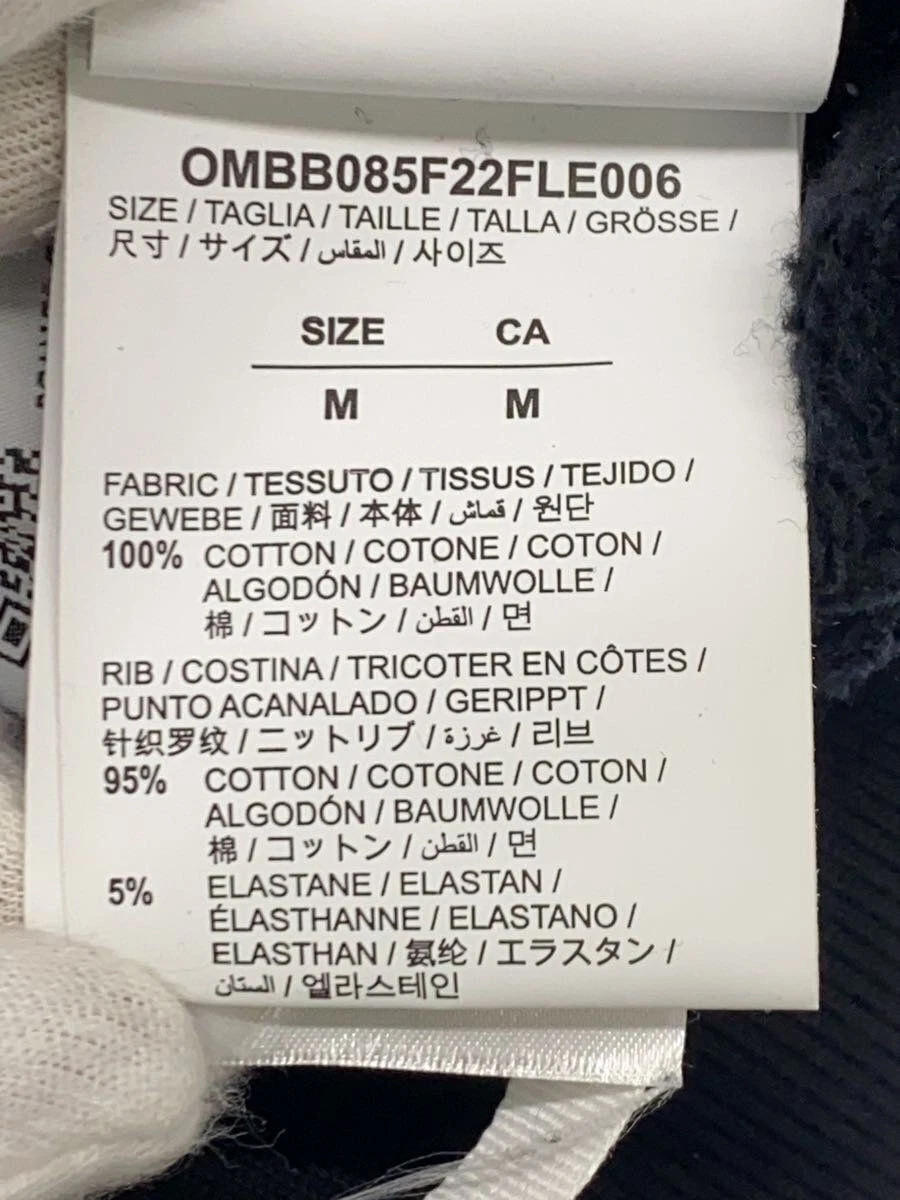 OMBB085F22FLE006
SIZE / TAGLIA / TAILLE / TALLA / GRÖSSE /
尺寸 / サイズ / المقاس / 사이즈
SIZE CA
M M
FABRIC / TESSUTO / TISSUS / TEJIDO /
GEWEBE / 面料 / 本体 / قماش / 원단
100% COTTON / COTONE / COTON /
ALGODÓN / BAUMWOLLE /
棉 / コットン / القطن / 면
RIB / COSTINA / TRICOTER EN CÔTES /
PUNTO ACANALADO / GERIPPT /
针织罗纹 / ニットリブ / غرزة / 리브
95% COTTON / COTONE / COTON /
ALGODÓN / BAUMWOLLE /
棉 / コットン / القطن / 면
5% ELASTANE / ELASTAN /
ÉLASTHANNE / ELASTANO /
ELASTHAN / 氨纶 / エラスタン /
الستان / 엘라스테인